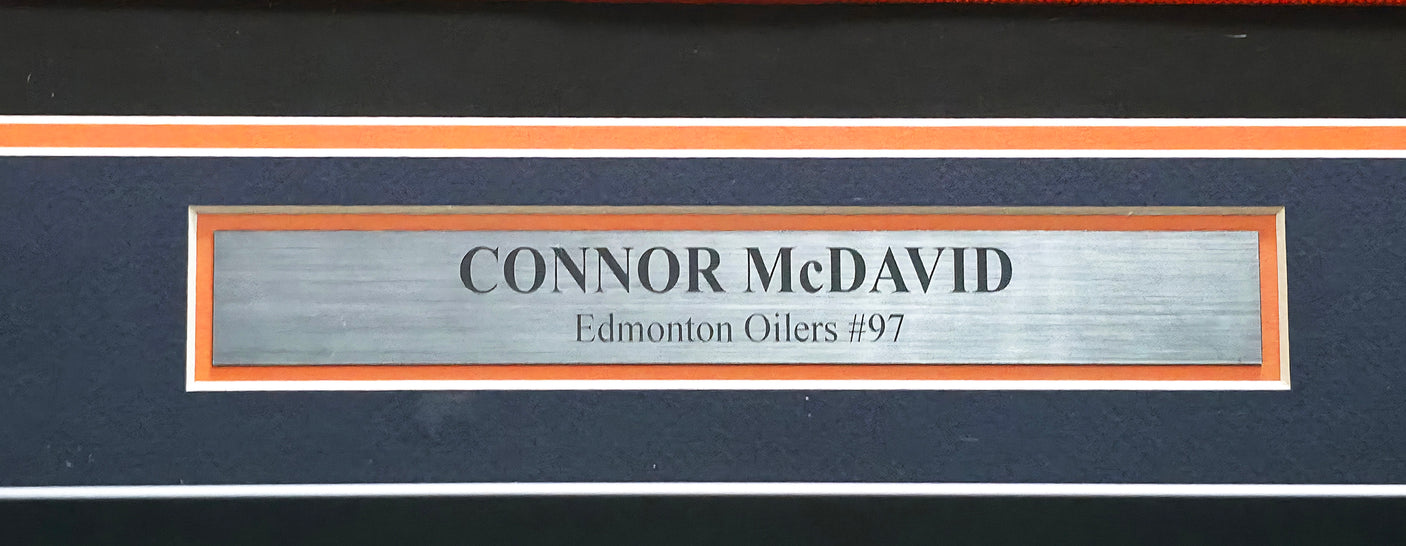 CONNOR McDAVID
Edmonton Oilers #97